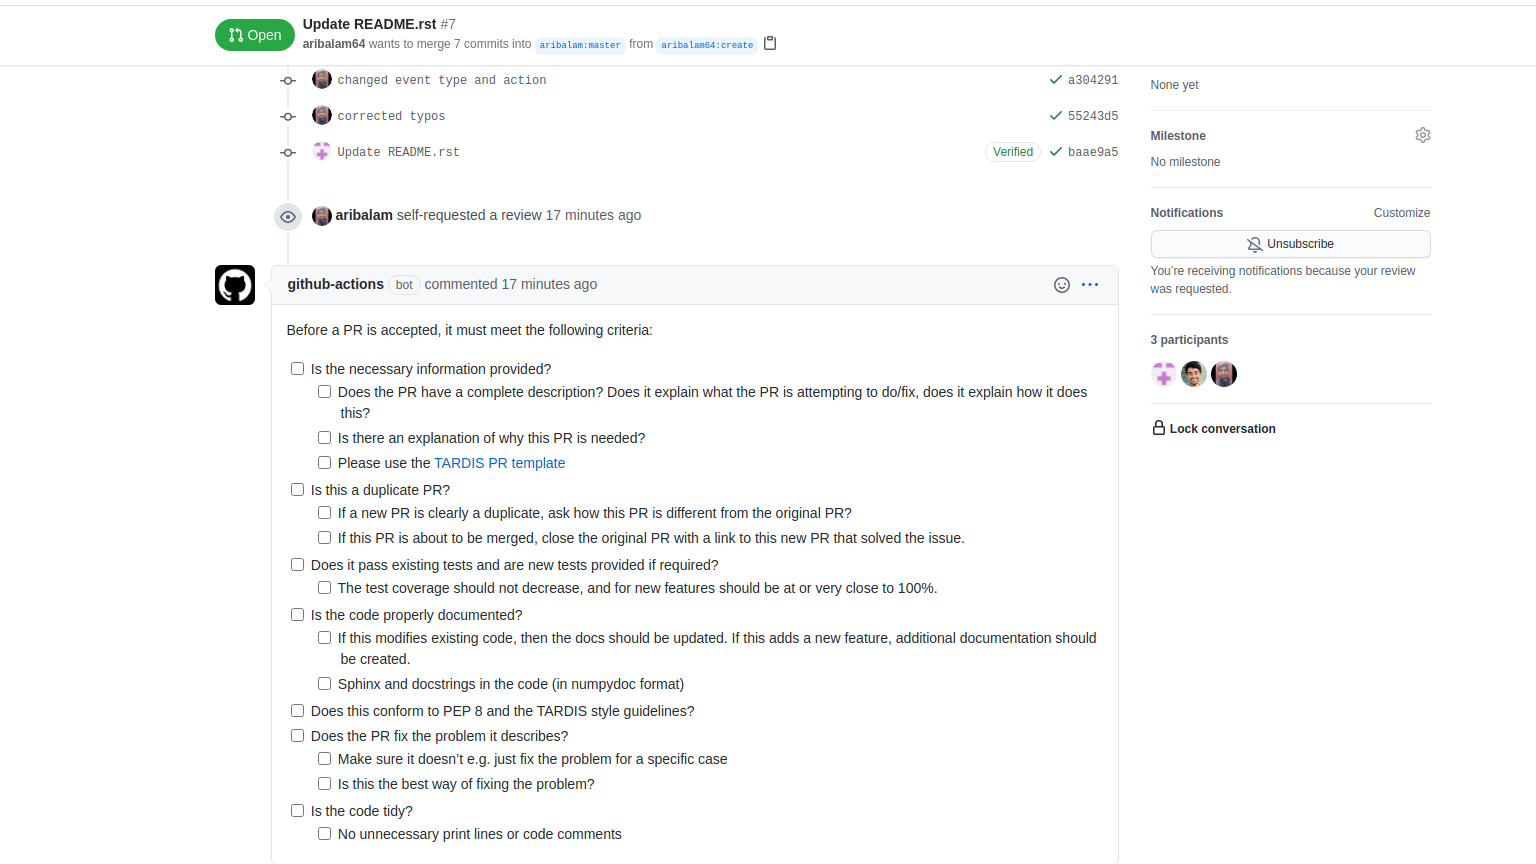 Open
Update README.rst #7
aribalam64 wants to merge 7 commits into aribalam:master from aribalam64:create
changed event type and action a304291
corrected typos 55243d5
Update README.rst Verified baae9a5
aribalam self-requested a review 17 minutes ago
github-actions bot commented 17 minutes ago
Before a PR is accepted, it must meet the following criteria:
Is the necessary information provided?
Does the PR have a complete description? Does it explain what the PR is attempting to do/fix, does it explain how it does
this?
Is there an explanation of why this PR is needed?
Please use the TARDIS PR template
Is this a duplicate PR?
If a new PR is clearly a duplicate, ask how this PR is different from the original PR?
If this PR is about to be merged, close the original PR with a link to this new PR that solved the issue.
Does it pass existing tests and are new tests provided if required?
The test coverage should not decrease, and for new features should be at or very close to 100%.
Is the code properly documented?
If this modifies existing code, then the docs should be updated. If this adds a new feature, additional documentation should
be created.
Sphinx and docstrings in the code (in numpydoc format)
Does this conform to PEP 8 and the TARDIS style guidelines?
Does the PR fix the problem it describes?
Make sure it doesn’t e.g. just fix the problem for a specific case
Is this the best way of fixing the problem?
Is the code tidy?
No unnecessary print lines or code comments
None yet
Milestone
No milestone
Notifications Customize
Unsubscribe
You’re receiving notifications because your review
was requested.
3 participants
Lock conversation